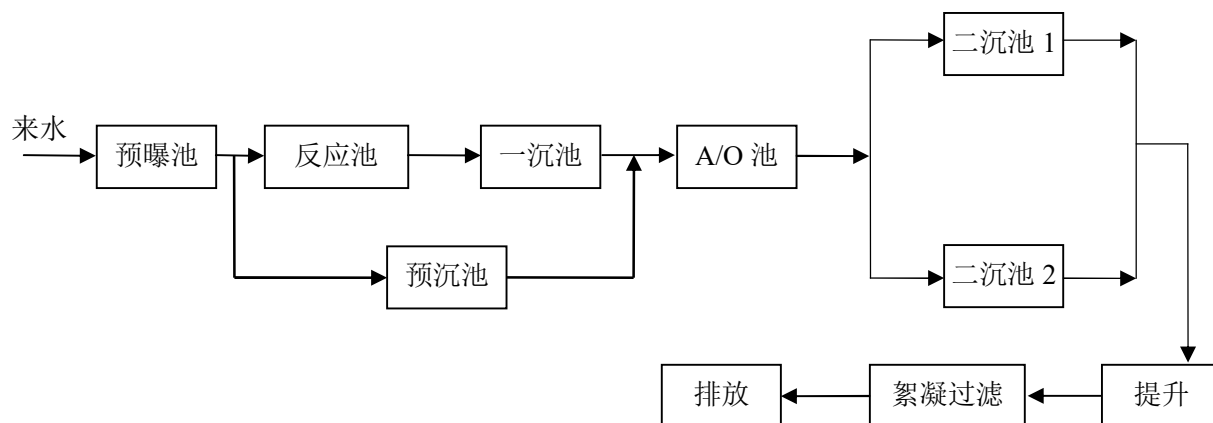 来水
预曝池
反应池
一沉池
预沉池
A/O 池
二沉池 1
二沉池 2
提升
絮凝过滤
排放